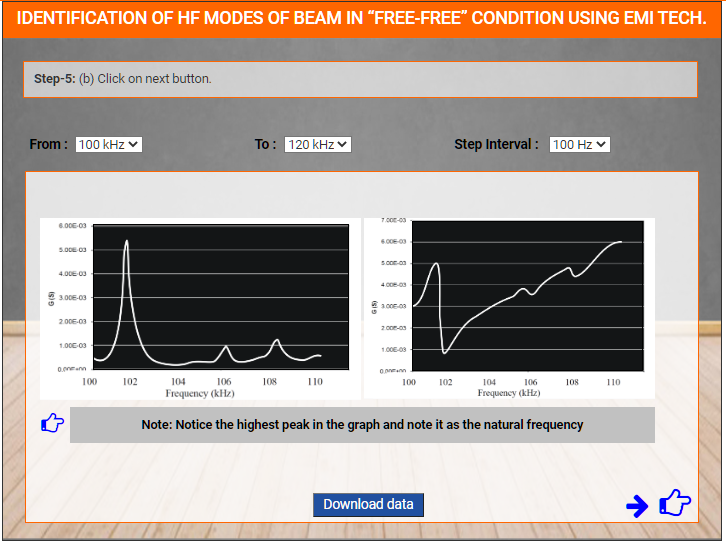 IDENTIFICATION OF HF MODES OF BEAM IN “FREE-FREE” CONDITION USING EMI TECH.
Step-5: (b) Click on next button.
From : 100 kHz To : 120 kHz Step Interval : 100 Hz
6.00E-03
5.00E-03
4.00E-03
3.00E-03
2.00E-03
1.00E-03
0.00E+00
G (S)
100 102 104 106 108 110
Frequency (kHz)
7.00E-03
6.00E-03
5.00E-03
4.00E-03
3.00E-03
2.00E-03
1.00E-03
0.00E+00
G (S)
100 102 104 106 108 110
Frequency (kHz)
Note: Notice the highest peak in the graph and note it as the natural frequency
Download data